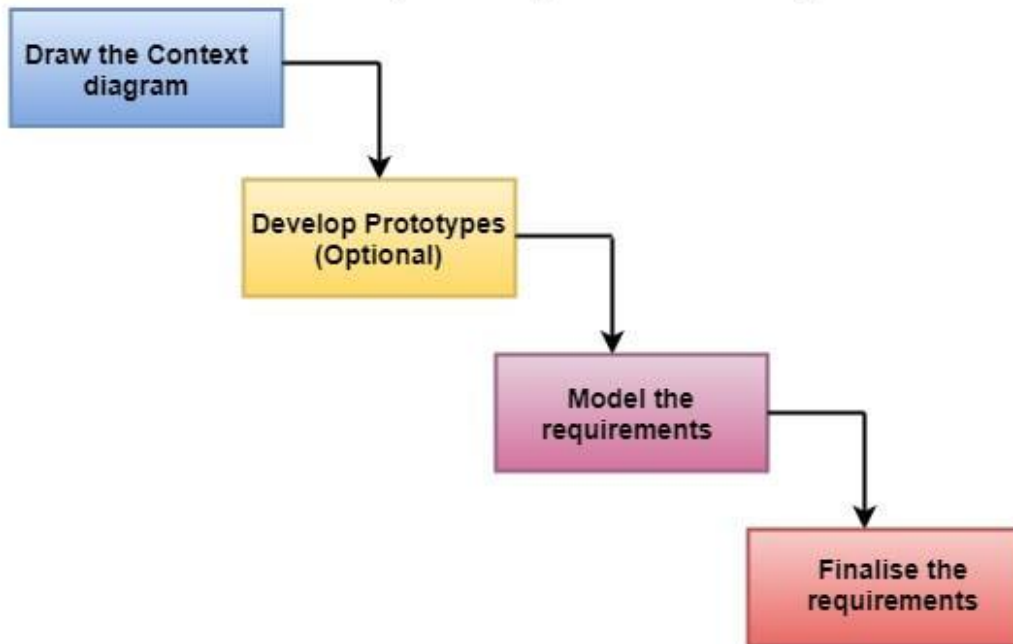 Draw the Context
diagram
Develop Prototypes
(Optional)
Model the
requirements
Finalise the
requirements